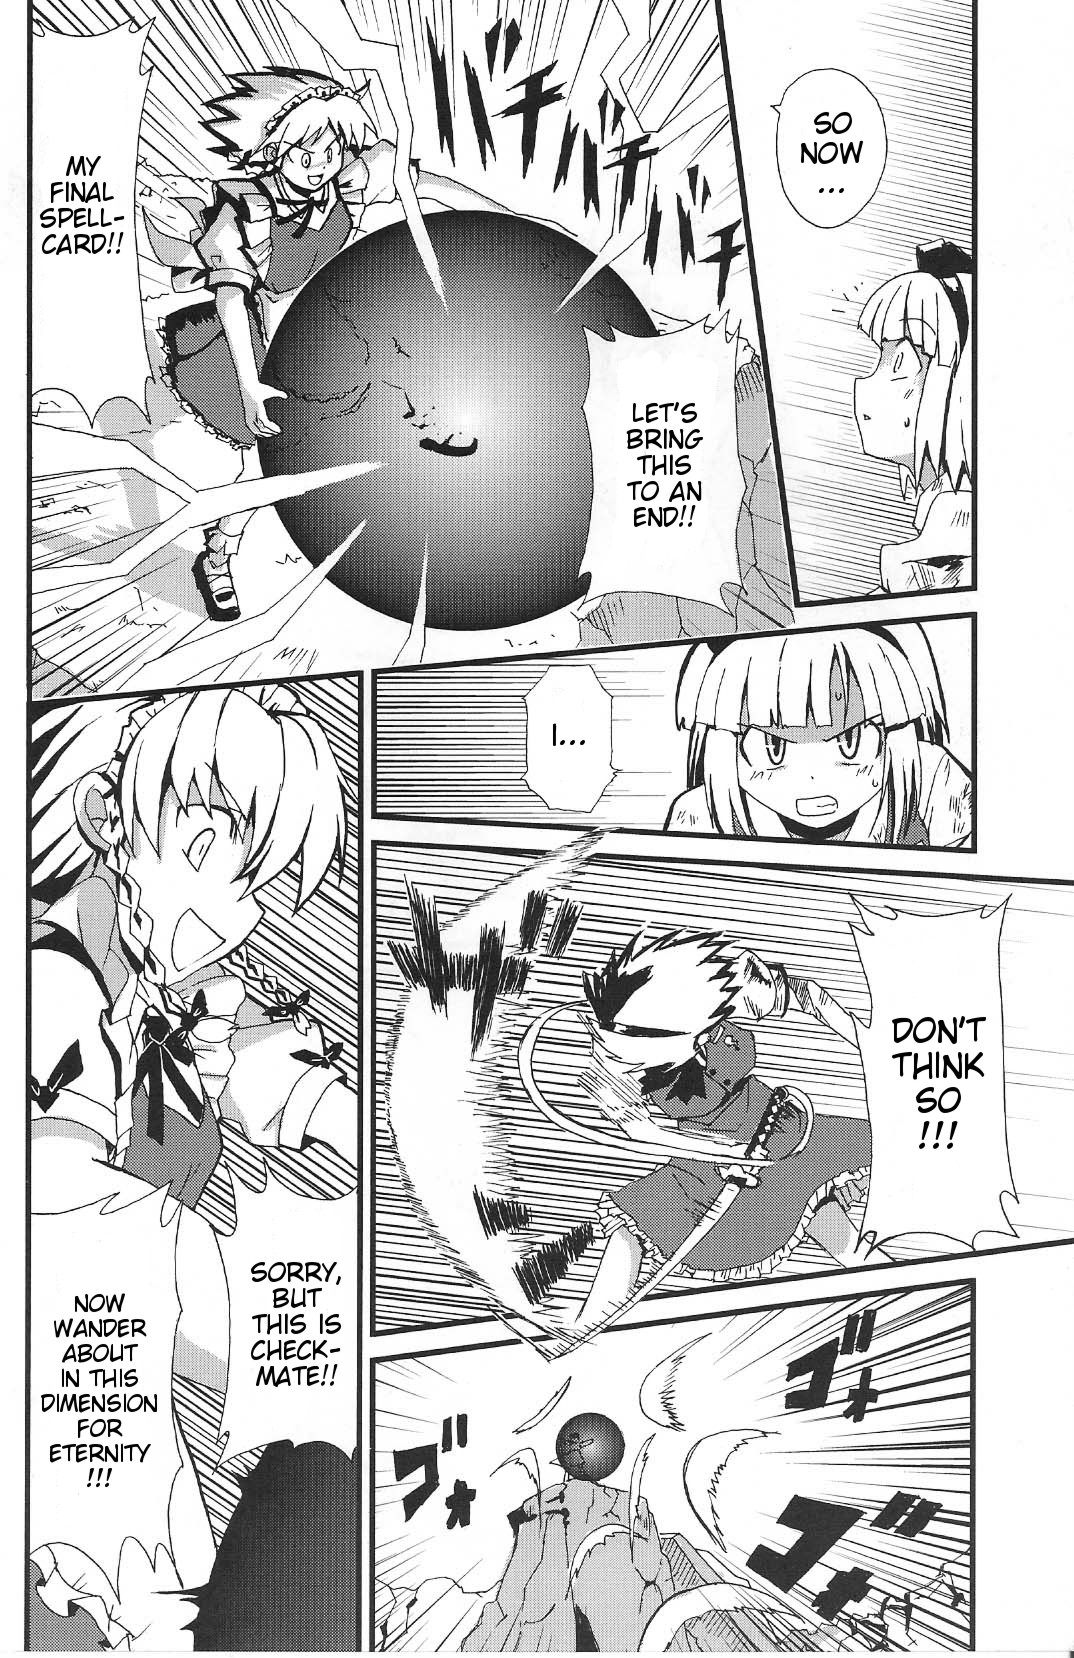 SO
NOW
...
バチ
バチ
バチ
LET'S
BRING
THIS
TO AN
END!!
MY
FINAL
SPELL-
CARD!!
I...
DON'T
THINK
SO
!!!
ゴォ
ゴォ
ゴォ
SORRY,
BUT
THIS IS
CHECK-
MATE!!
NOW
WANDER
ABOUT
IN THIS
DIMENSION
FOR
ETERNITY
!!!